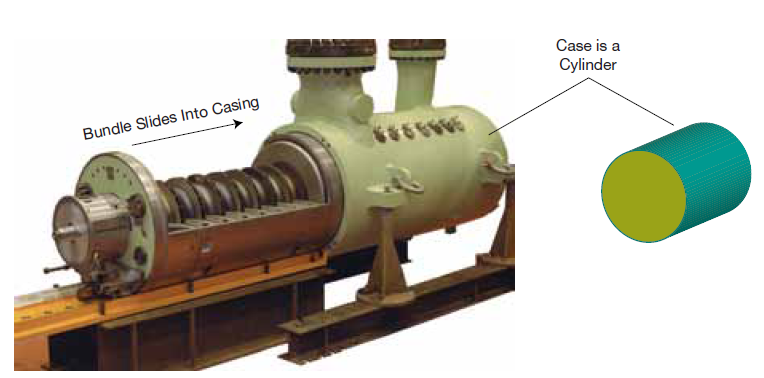 Case is a
Cylinder
Bundle Slides Into Casing